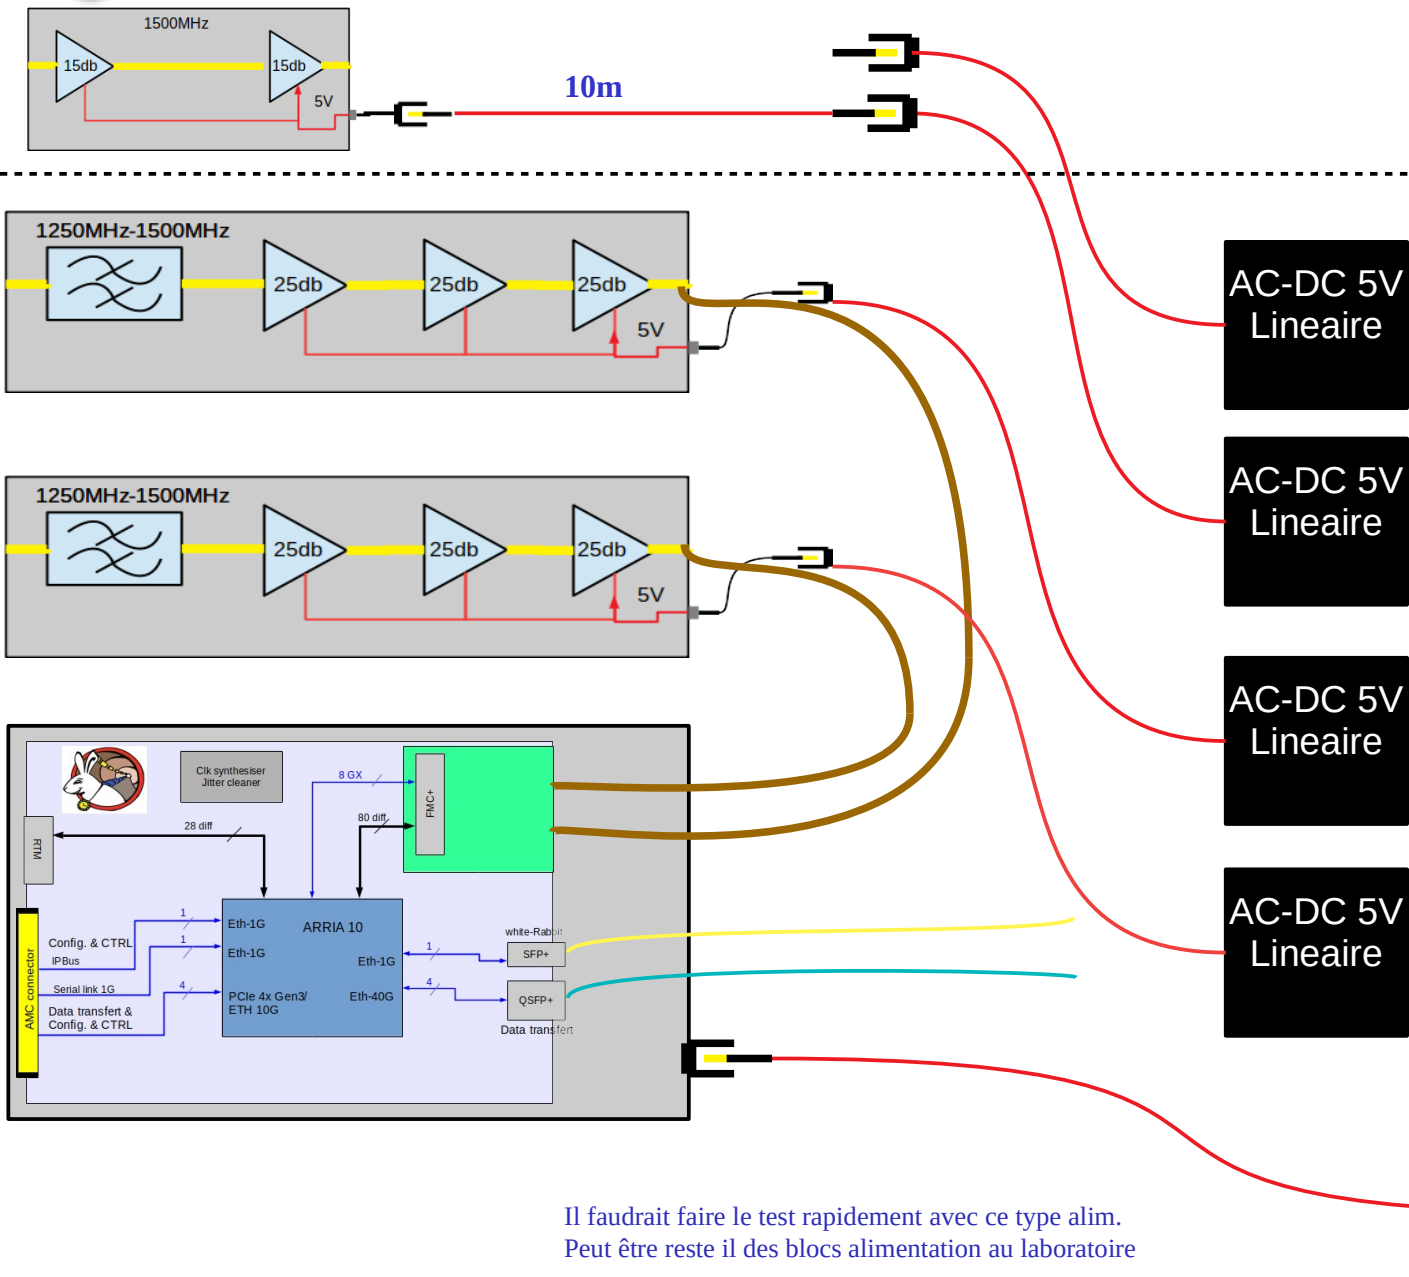 1500MHz
15db
15db
5V
10m
1250MHz-1500MHz
25db
25db
25db
5V
AC-DC 5V
Lineaire
AC-DC 5V
Lineaire
1250MHz-1500MHz
25db
25db
25db
5V
AC-DC 5V
Lineaire
AC-DC 5V
Lineaire
Clk synthesiser
Jitter cleaner
8 GX
FMC+
80 diff
28 diff
RTM
ARRIA 10
Eth-1G
Eth-1G
PCIe 4x Gen3/
ETH 10G
Eth-1G
Eth-40G
1
1
4
1
4
AMC connector
Config. & CTRL
IPBus
Serial link 1G
Data transfert &
Config. & CTRL
white-Rabbit
SFP+
QSFP+
Data transfert
Il faudrait faire le test rapidement avec ce type alim.
Peut être reste il des blocs alimentation au laboratoire